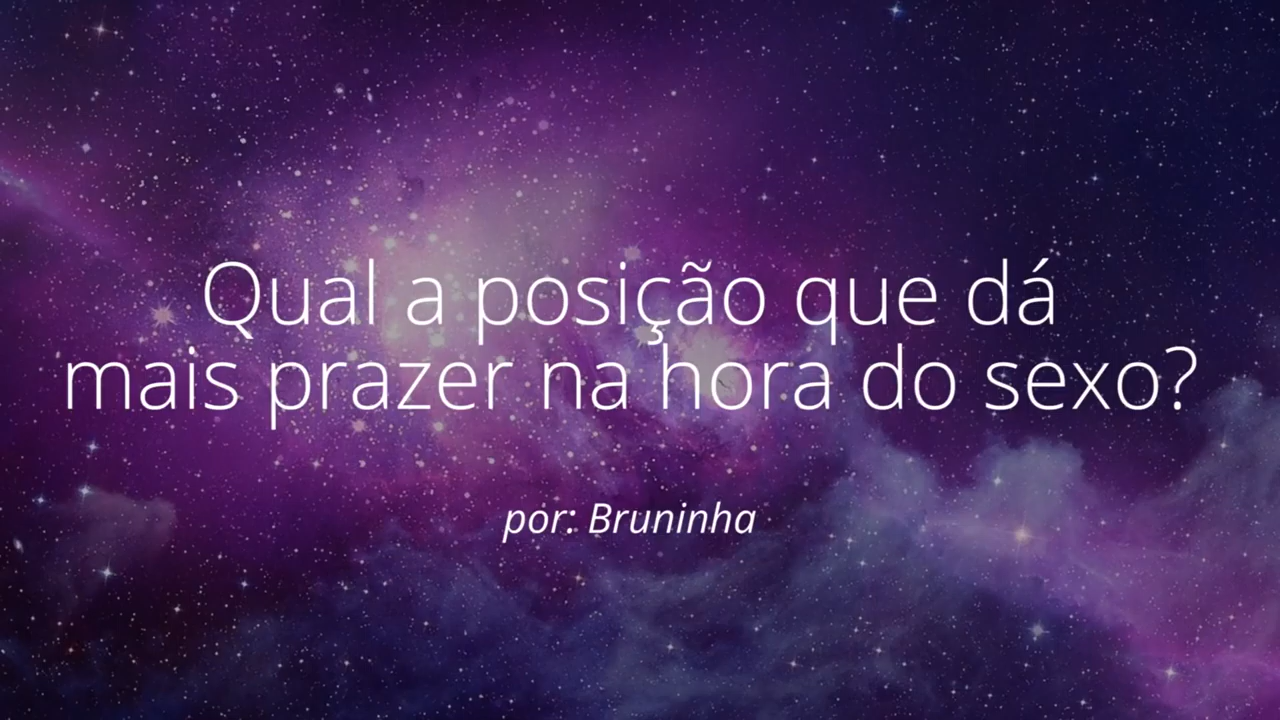 Qual a posição que dá
mais prazer na hora do sexo?
por: Bruninha